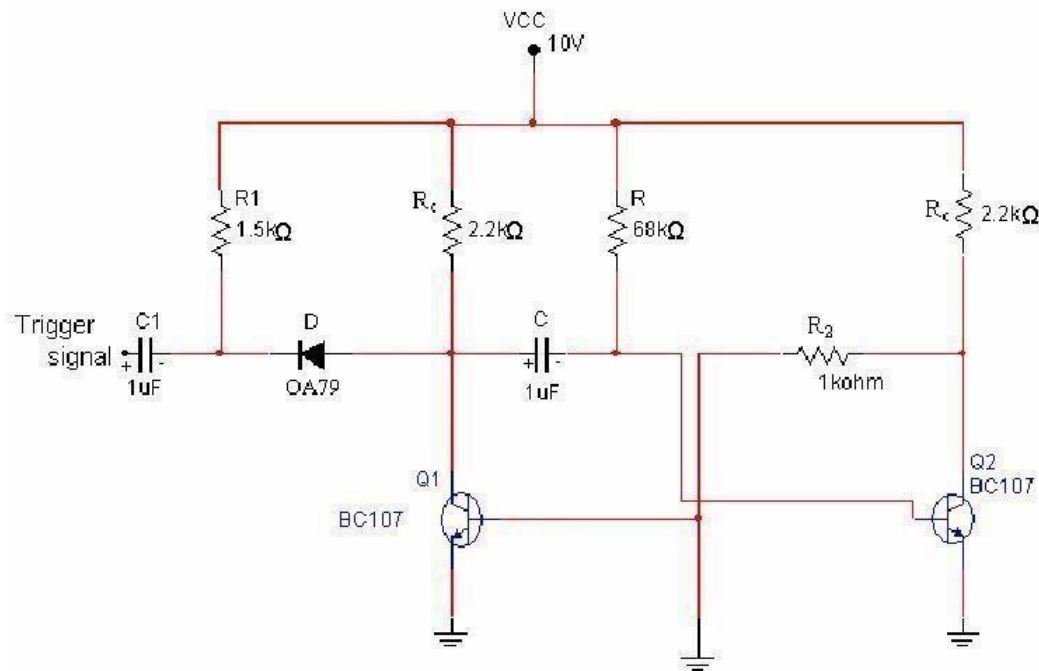 VCC
10V
R1
1.5kΩ
Rc
2.2kΩ
R
68kΩ
Rc
2.2kΩ
Trigger
signal
C1
+
-
1uF
D
OA79
C
+
-
1uF
R2
1kohm
Q1
BC107
Q2
BC107